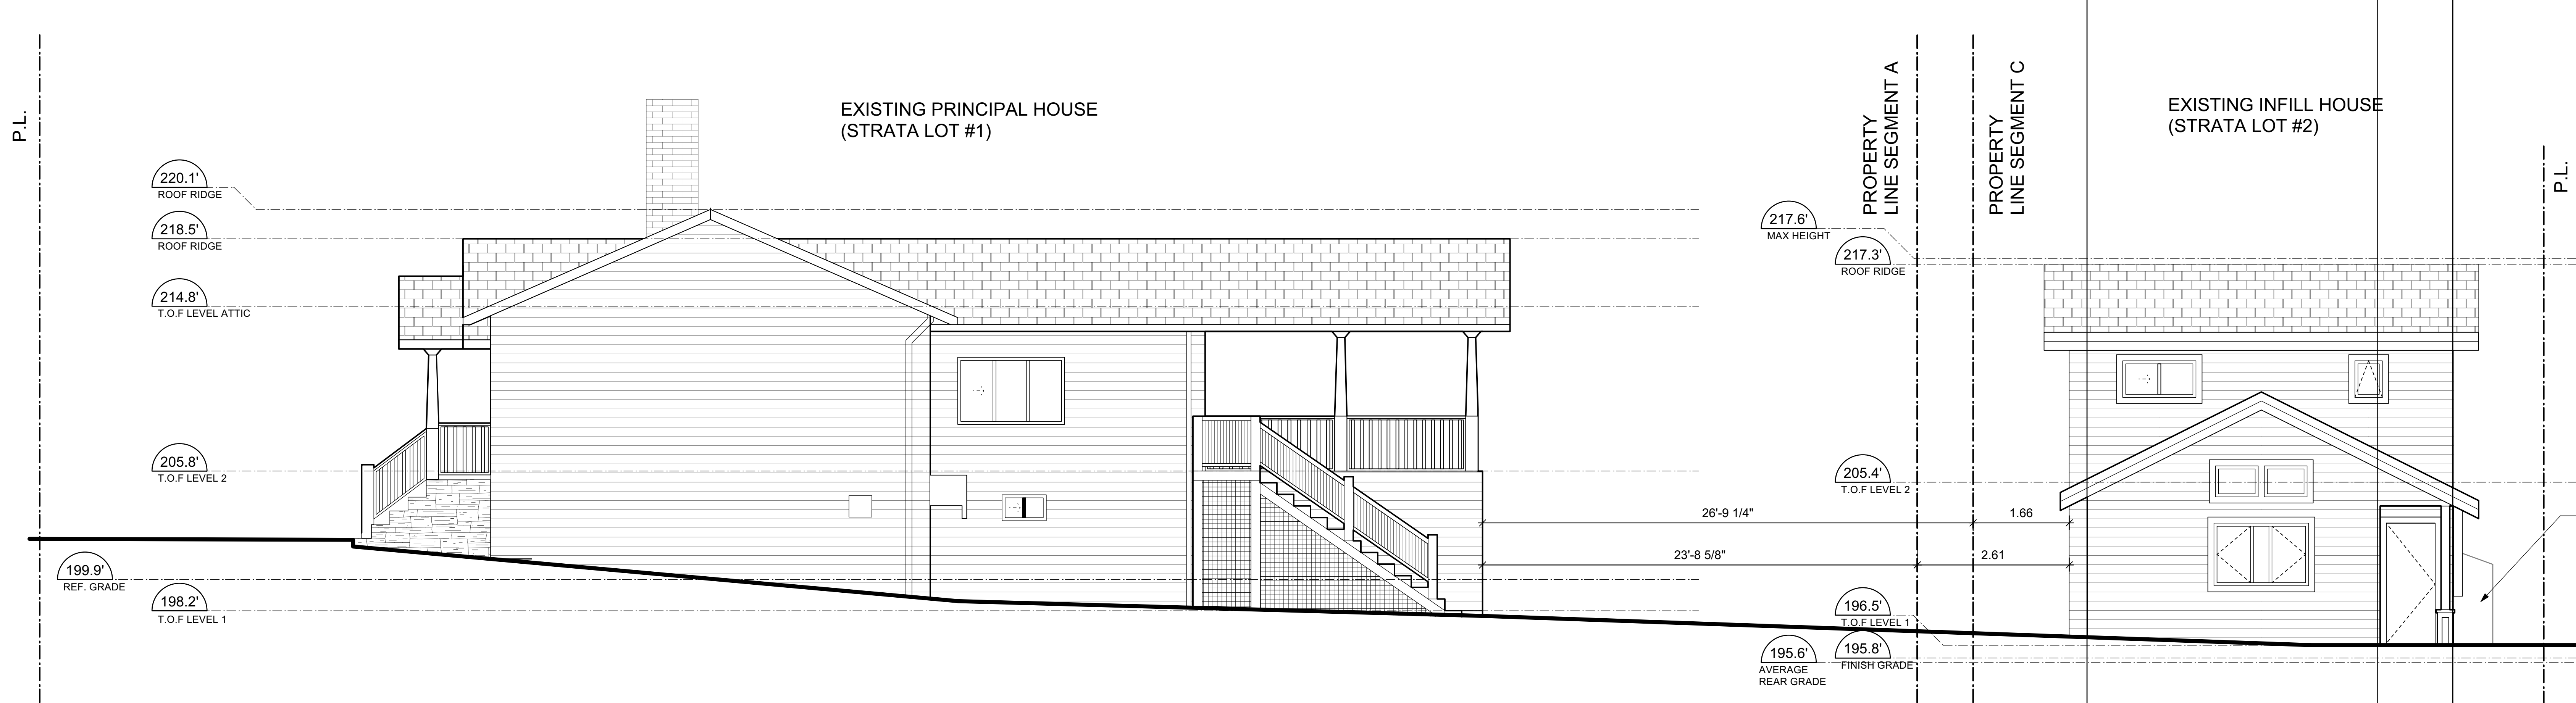 P.L.
EXISTING PRINCIPAL HOUSE
(STRATA LOT #1)
220.1'
ROOF RIDGE
218.5'
ROOF RIDGE
214.8'
T.O.F LEVEL ATTIC
205.8'
T.O.F LEVEL 2
199.9'
REF. GRADE
198.2'
T.O.F LEVEL 1
26'-9 1/4"
1.66
23'-8 5/8"
2.61
PROPERTY
LINE SEGMENT A
PROPERTY
LINE SEGMENT C
EXISTING INFILL HOUSE
(STRATA LOT #2)
217.6'
MAX HEIGHT
217.3'
ROOF RIDGE
205.4'
T.O.F LEVEL 2
196.5'
T.O.F LEVEL 1
195.6'
AVERAGE
REAR GRADE
195.8'
FINISH GRADE
P.L.